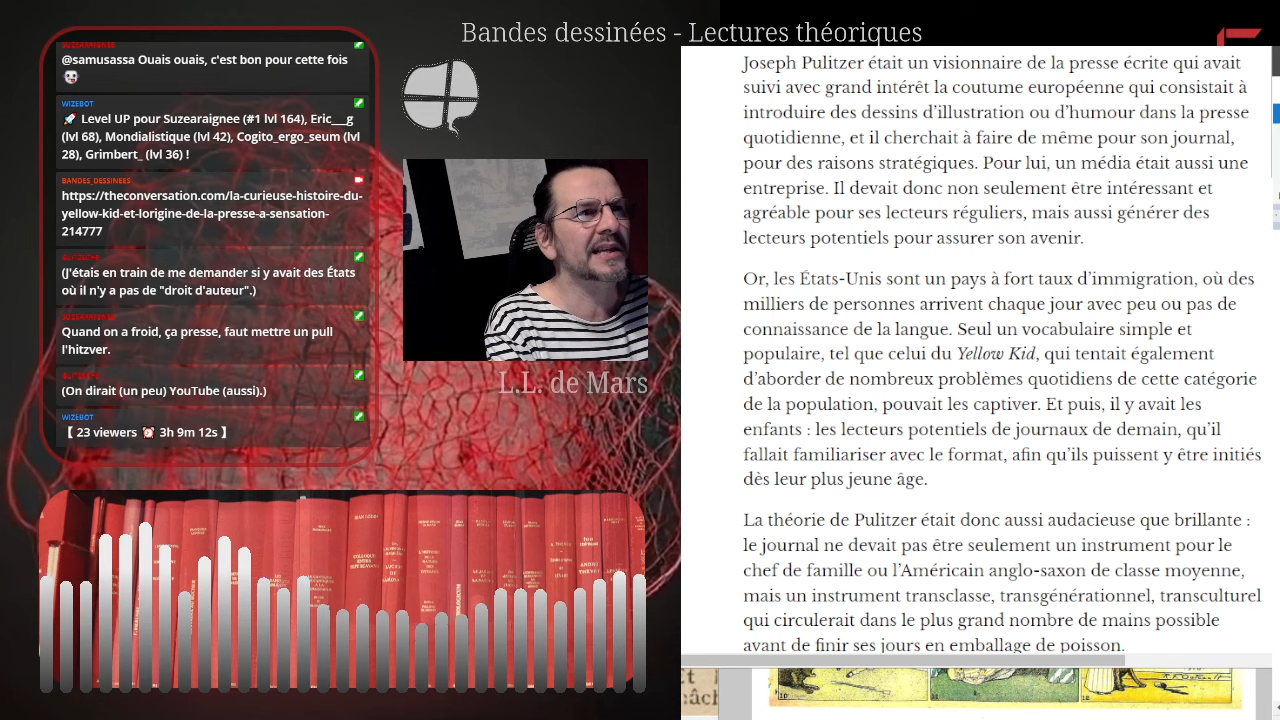 Bandes dessinées - Lectures théoriques
SUZEARAIGNEE
@samusassa Ouais ouais, c'est bon pour cette fois
WIZEBOT
🚀 Level UP pour Suzearaignee (#1 lvl 164), Eric___g
(lvl 68), Mondialistique (lvl 42), Cogito_ergo_seum (lvl
28), Grimbert_ (lvl 36) !
BANDES_DESSINEES
https://theconversation.com/la-curieuse-histoire-du-
yellow-kid-et-lorigine-de-la-presse-a-sensation-
214777
(J'étais en train de me demander si y avait des États
où il n'y a pas de "droit d'auteur".)
SUZEARAIGNEE
Quand on a froid, ça presse, faut mettre un pull
l'hitzver.
(On dirait (un peu) YouTube (aussi).)
WIZEBOT
【 23 viewers ⏰ 3h 9m 12s 】
L.L. de Mars
Joseph Pulitzer était un visionnaire de la presse écrite qui avait
suivi avec grand intérêt la coutume européenne qui consistait à
introduire des dessins d'illustration ou d'humour dans la presse
quotidienne, et il cherchait à faire de même pour son journal,
pour des raisons stratégiques. Pour lui, un média était aussi une
entreprise. Il devait donc non seulement être intéressant et
agréable pour ses lecteurs réguliers, mais aussi générer des
lecteurs potentiels pour assurer son avenir.
Or, les États-Unis sont un pays à fort taux d'immigration, où des
milliers de personnes arrivent chaque jour avec peu ou pas de
connaissance de la langue. Seul un vocabulaire simple et
populaire, tel que celui du Yellow Kid, qui tentait également
d'aborder de nombreux problèmes quotidiens de cette catégorie
de la population, pouvait les captiver. Et puis, il y avait les
enfants : les lecteurs potentiels de journaux de demain, qu'il
fallait familiariser avec le format, afin qu'ils puissent y être initiés
dès leur plus jeune âge.
La théorie de Pulitzer était donc aussi audacieuse que brillante :
le journal ne devait pas être seulement un instrument pour le
chef de famille ou l'Américain anglo-saxon de classe moyenne,
mais un instrument transclasse, transgénérationnel, transculturel
qui circulerait dans le plus grand nombre de mains possible
avant de finir ses jours en emballage de poisson.